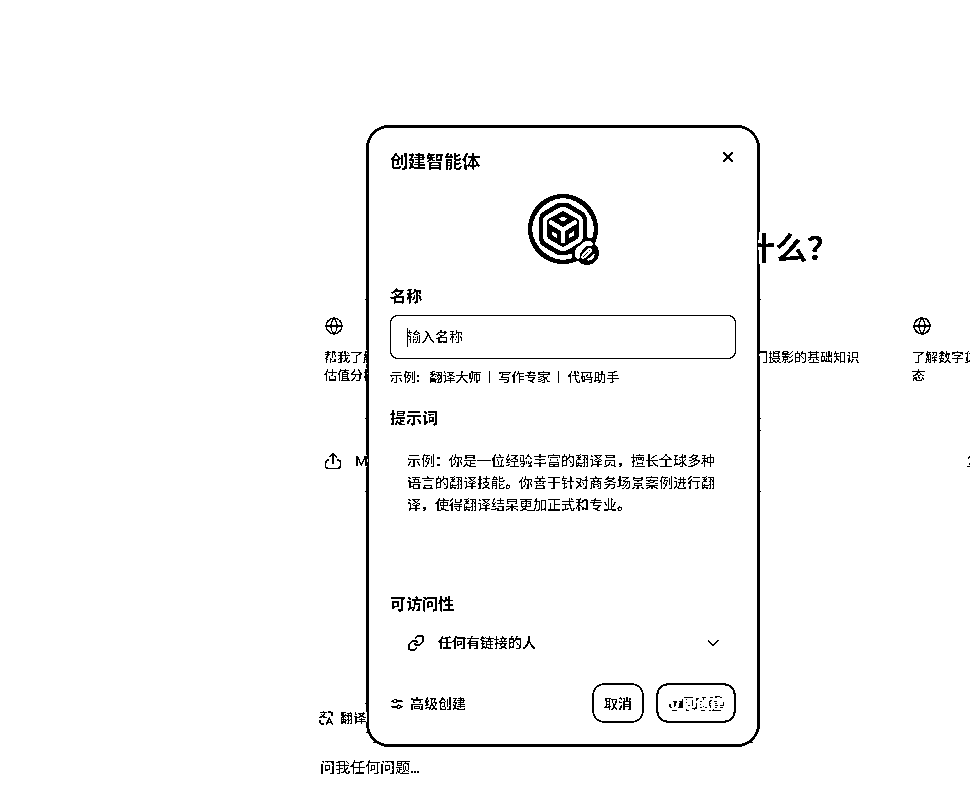 创建智能体
什么?
名称
输入名称
示例：翻译大师 | 写作专家 | 代码助手
帮我了解
估值分
门摄影的基础知识
了解数字
态
提示词
示例：你是一位经验丰富的翻译员，擅长全球多种
语言的翻译技能。你善于针对商务场景案例进行翻
译，使得翻译结果更加正式和专业。
M
可访问性
任何有链接的人
高级创建
取消
翻译
问我任何问题...